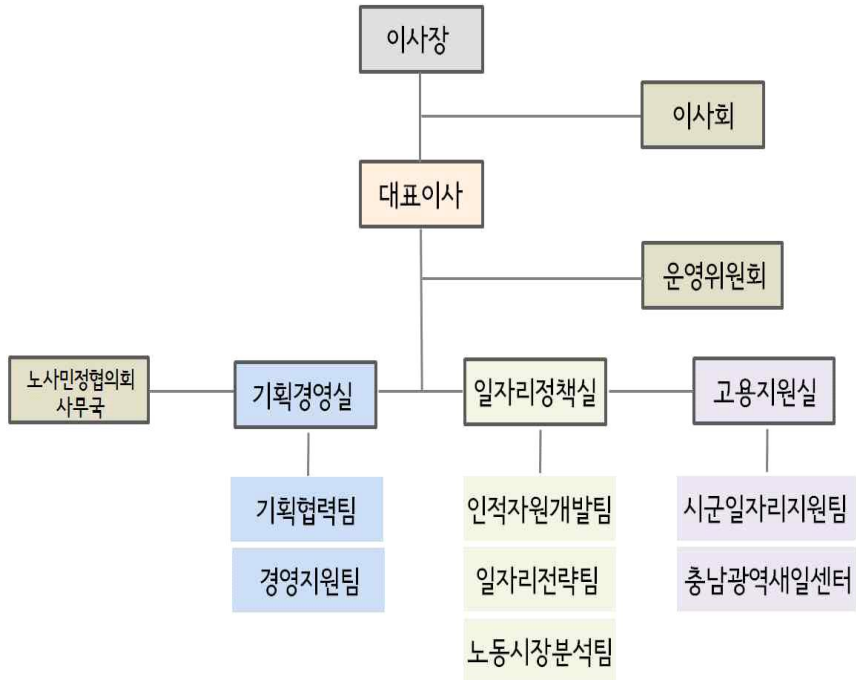 이사장
이사회
대표이사
운영위원회
노사민정협의회
사무국
기획경영실
일자리정책실
고용지원실
기획협력팀
인적자원개발팀
시군일자리지원팀
경영지원팀
일자리전략팀
충남광역새일센터
노동시장분석팀